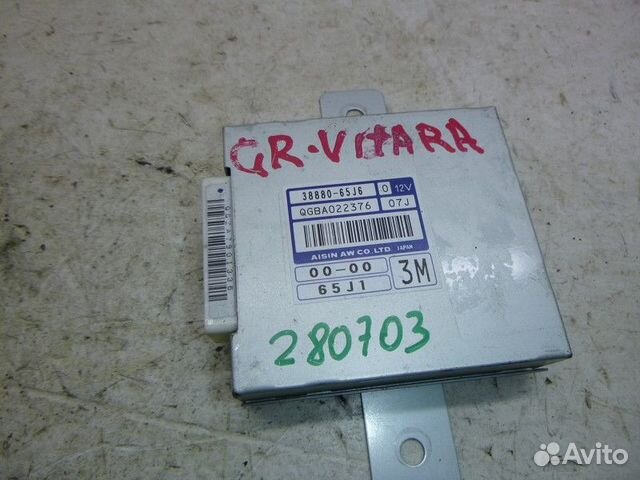 GR.VITARA
38880-65J6 0 12V
QGBA022376 07J
AISIN AW CO.,LTD JAPAN
00-00 3M
65J1
280703
Avito